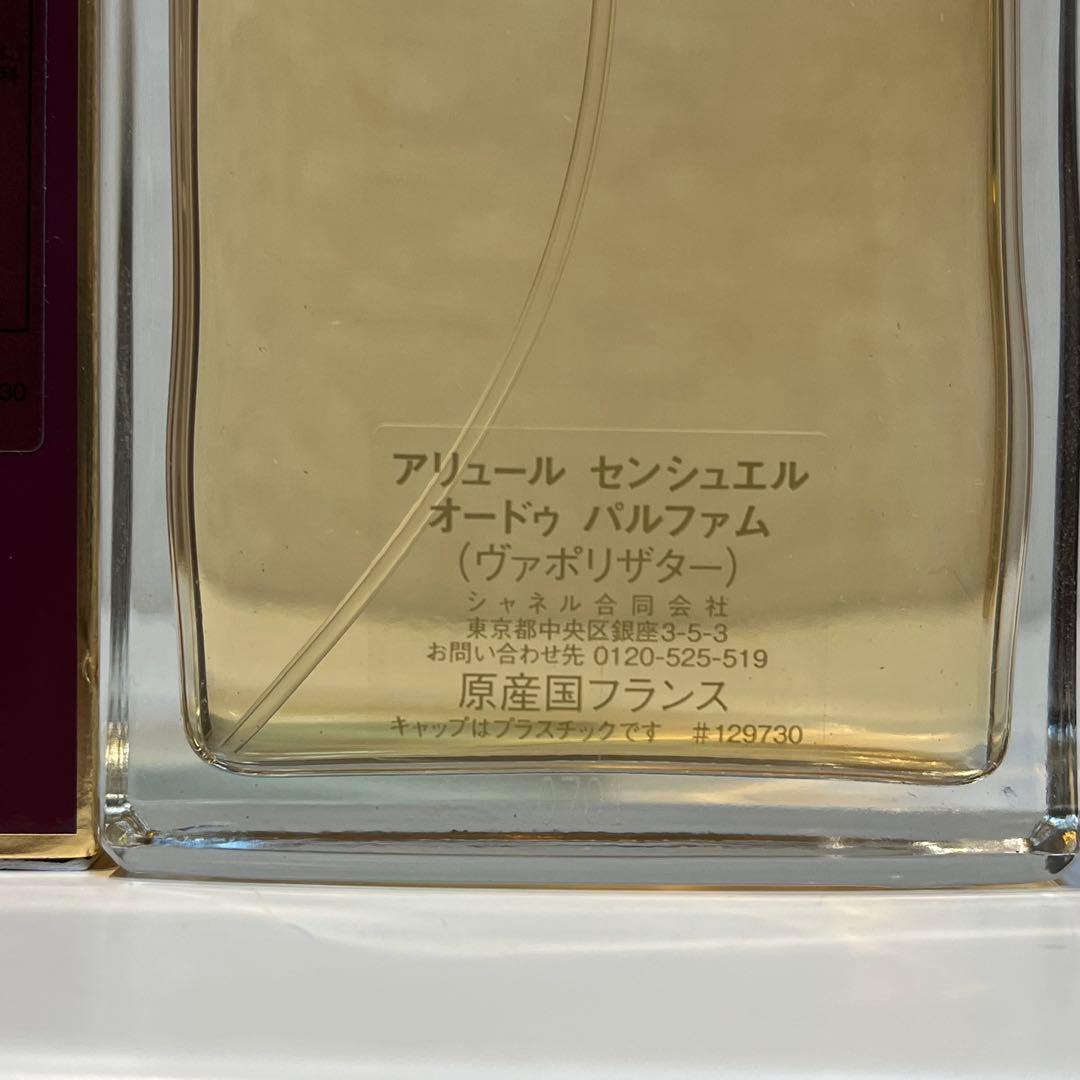 アリュール センシュエル
オードゥ パルファム
(ヴァポリザター)
シャネル合同会社
東京都中央区銀座3-5-3
お問い合わせ先 0120-525-519
原産国フランス
キャップはプラスチックです #129730
30